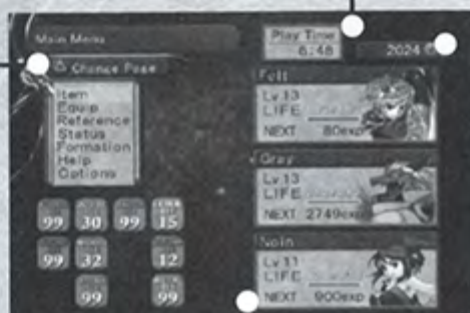 Main Menu
Play Time
6:48
2024
Change Pose
Item
Equip
Reference
Status
Formation
Help
Options
Felt
Lv.13
LIFE
NEXT 80exp
Gray
Lv.13
LIFE
NEXT 2749exp
Noin
Lv.11
LIFE
NEXT 900exp
99 30 99 15
99 32 12
99 99